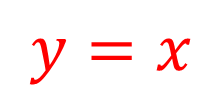 y = x